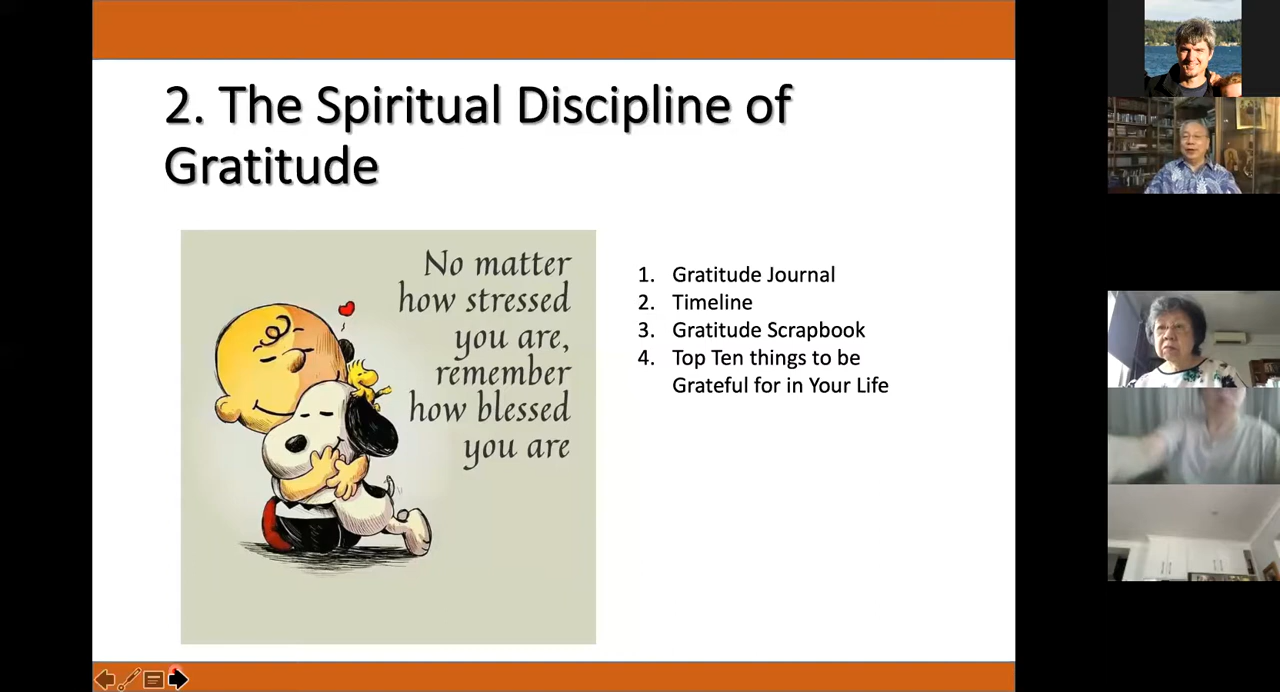 2. The Spiritual Discipline of
Gratitude
No matter
how stressed
you are,
remember
how blessed
you are
1. Gratitude Journal
2. Timeline
3. Gratitude Scrapbook
4. Top Ten things to be
Grateful for in Your Life